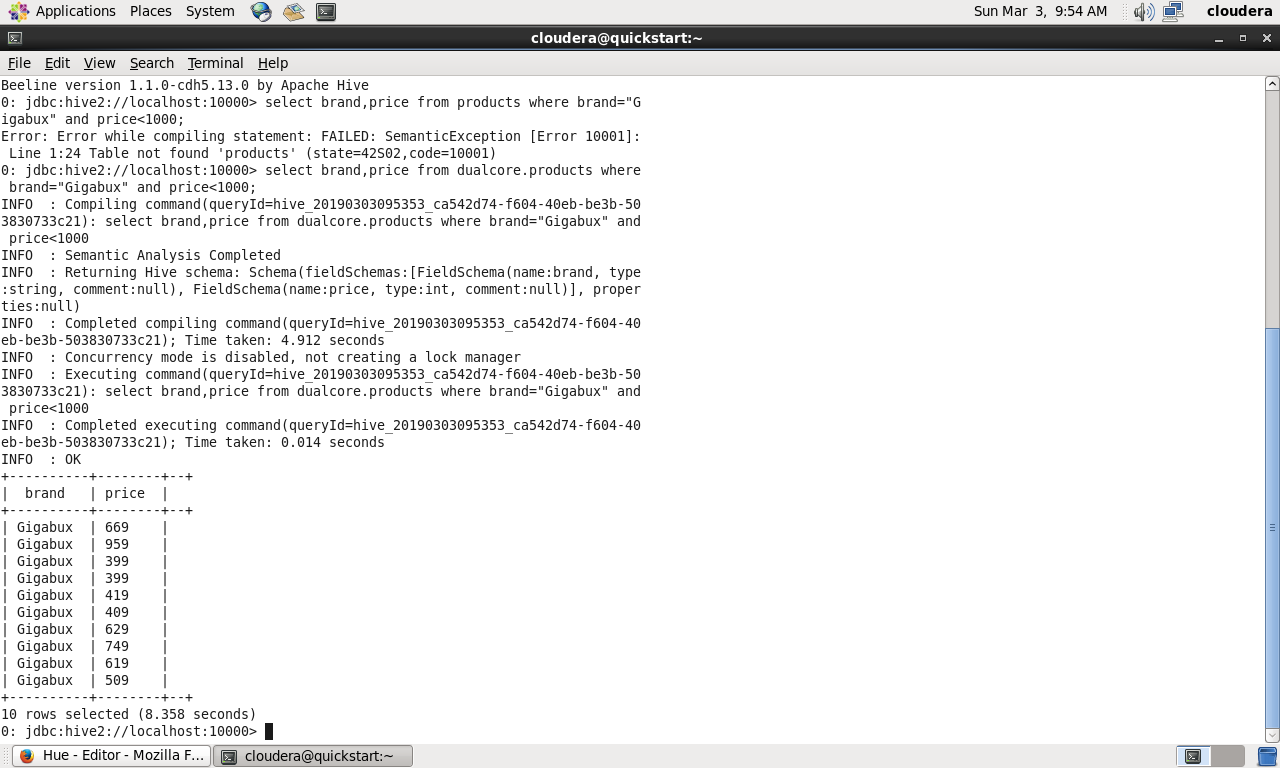 Applications Places System Sun Mar 3, 9:54 AM cloudera
cloudera@quickstart:~
File Edit View Search Terminal Help
Beeline version 1.1.0-cdh5.13.0 by Apache Hive
0: jdbc:hive2://localhost:10000> select brand,price from products where brand="G
igabux" and price<1000;
Error: Error while compiling statement: FAILED: SemanticException [Error 10001]:
 Line 1:24 Table not found 'products' (state=42S02,code=10001)
0: jdbc:hive2://localhost:10000> select brand,price from dualcore.products where
 brand="Gigabux" and price<1000;
INFO  : Compiling command(queryId=hive_20190303095353_ca542d74-f604-40eb-be3b-50
3830733c21): select brand,price from dualcore.products where brand="Gigabux" and
 price<1000
INFO  : Semantic Analysis Completed
INFO  : Returning Hive schema: Schema(fieldSchemas:[FieldSchema(name:brand, type
:string, comment:null), FieldSchema(name:price, type:int, comment:null)], proper
ties:null)
INFO  : Completed compiling command(queryId=hive_20190303095353_ca542d74-f604-40
eb-be3b-503830733c21); Time taken: 4.912 seconds
INFO  : Concurrency mode is disabled, not creating a lock manager
INFO  : Executing command(queryId=hive_20190303095353_ca542d74-f604-40eb-be3b-50
3830733c21): select brand,price from dualcore.products where brand="Gigabux" and
 price<1000
INFO  : Completed executing command(queryId=hive_20190303095353_ca542d74-f604-40
eb-be3b-503830733c21); Time taken: 0.014 seconds
INFO  : OK
+----------+--------+--+
|  brand   | price  |
+----------+--------+--+
| Gigabux  | 669    |
| Gigabux  | 959    |
| Gigabux  | 399    |
| Gigabux  | 399    |
| Gigabux  | 419    |
| Gigabux  | 409    |
| Gigabux  | 629    |
| Gigabux  | 749    |
| Gigabux  | 619    |
| Gigabux  | 509    |
+----------+--------+--+
10 rows selected (8.358 seconds)
0: jdbc:hive2://localhost:10000>
Hue - Editor - Mozilla F... cloudera@quickstart:~